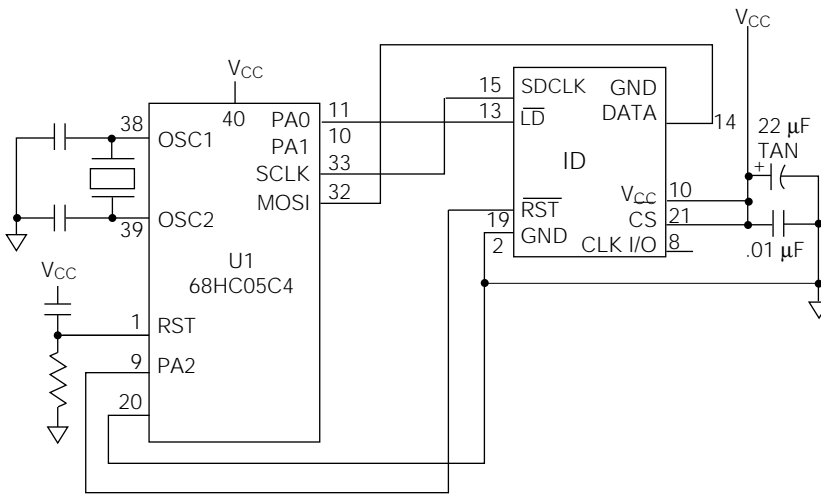 VCC
VCC
40
38
OSC1
39
OSC2
PA0
11
PA1
10
SCLK
33
MOSI
32
U1
68HC05C4
VCC
1
RST
9
PA2
20
15
SDCLK
13
LD
GND
DATA
14
ID
VCC
10
CS
21
RST
19
GND
2
CLK I/O
8
22 µF
TAN
+
.01 µF